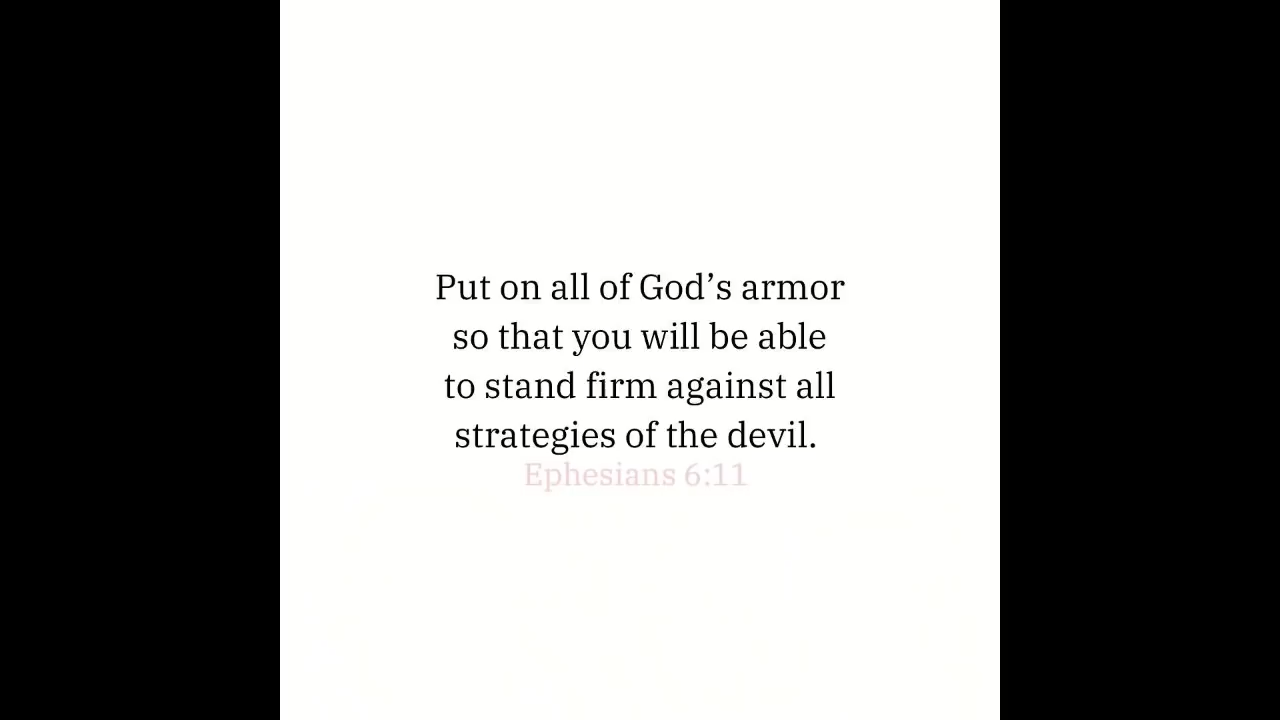 Put on all of God’s armor
so that you will be able
to stand firm against all
strategies of the devil.
Ephesians 6:11